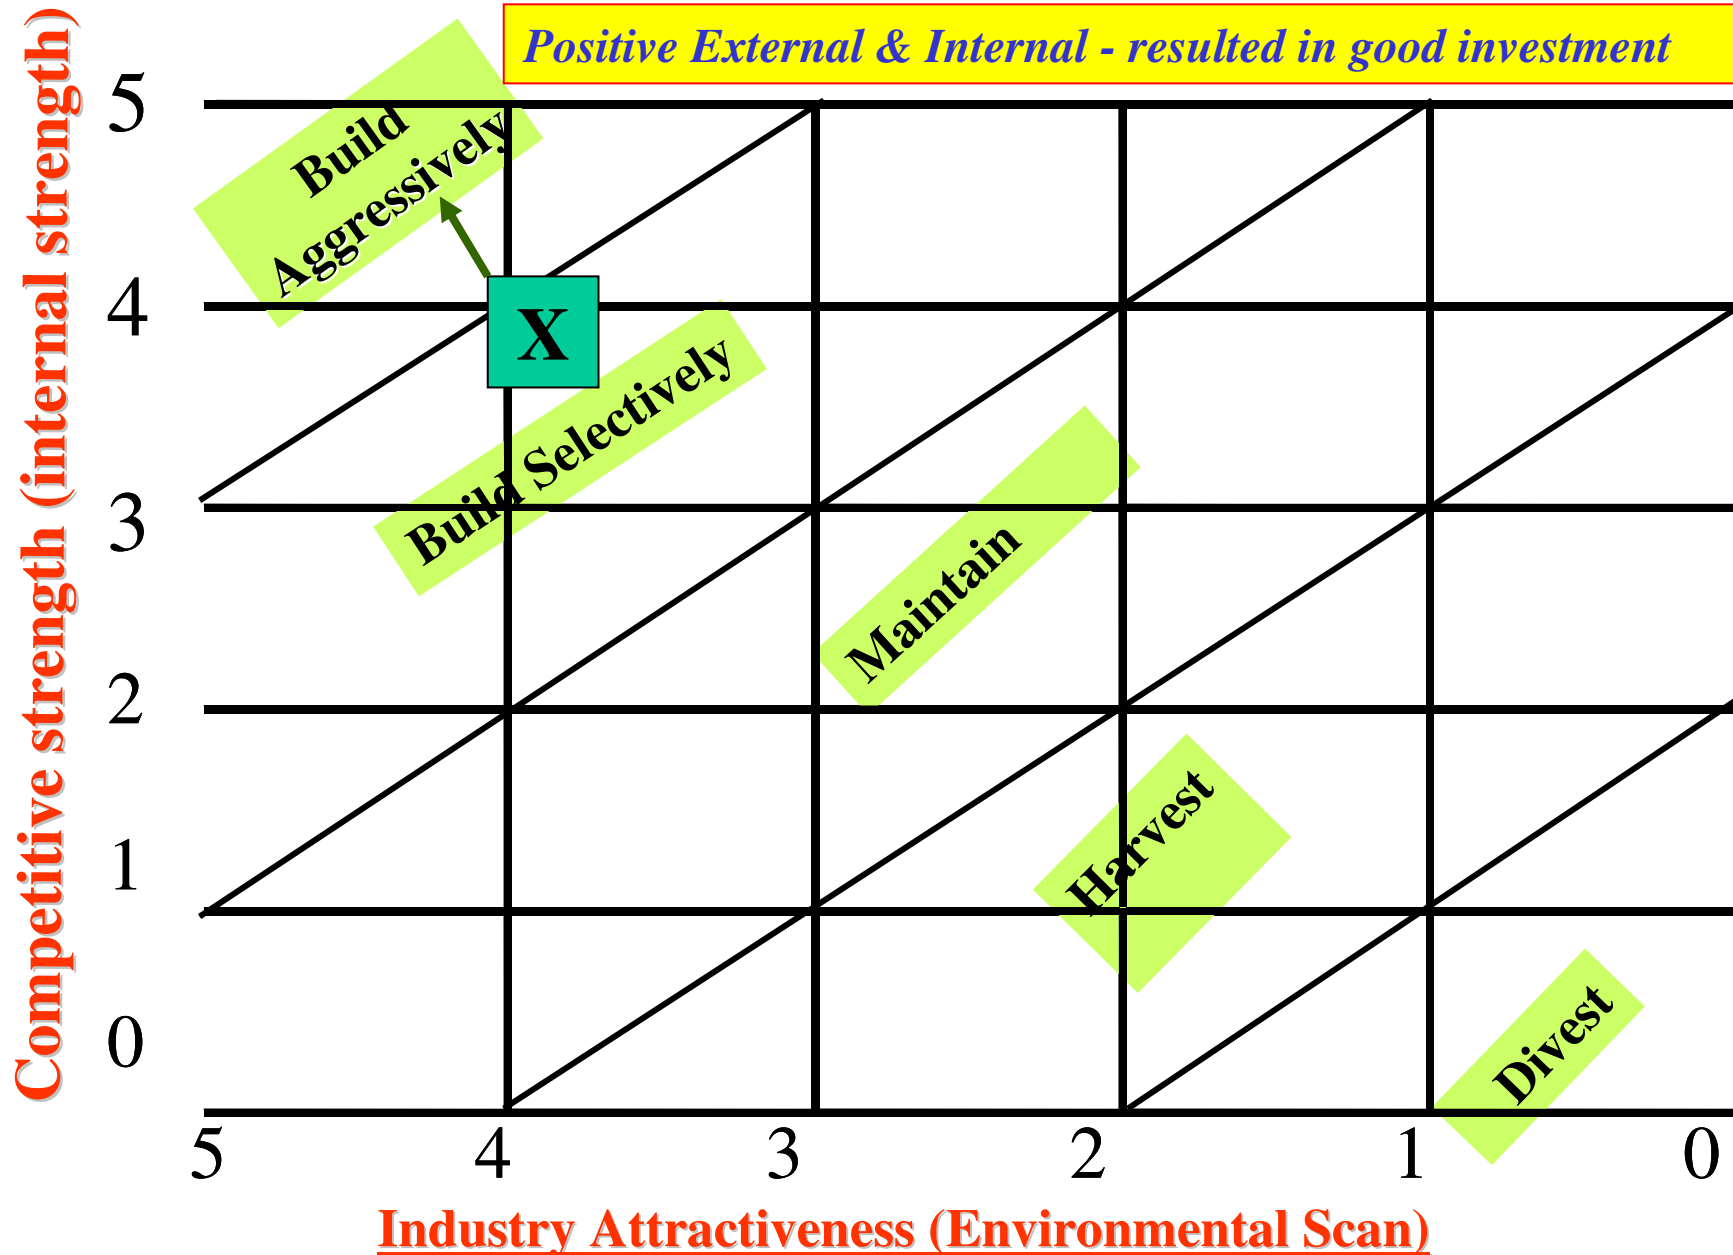 Positive External & Internal - resulted in good investment
Competitive strength (internal strength)
5
4
3
2
1
0
Build
Aggressively
X
Build Selectively
Maintain
Harvest
Divest
5 4 3 2 1 0
Industry Attractiveness (Environmental Scan)